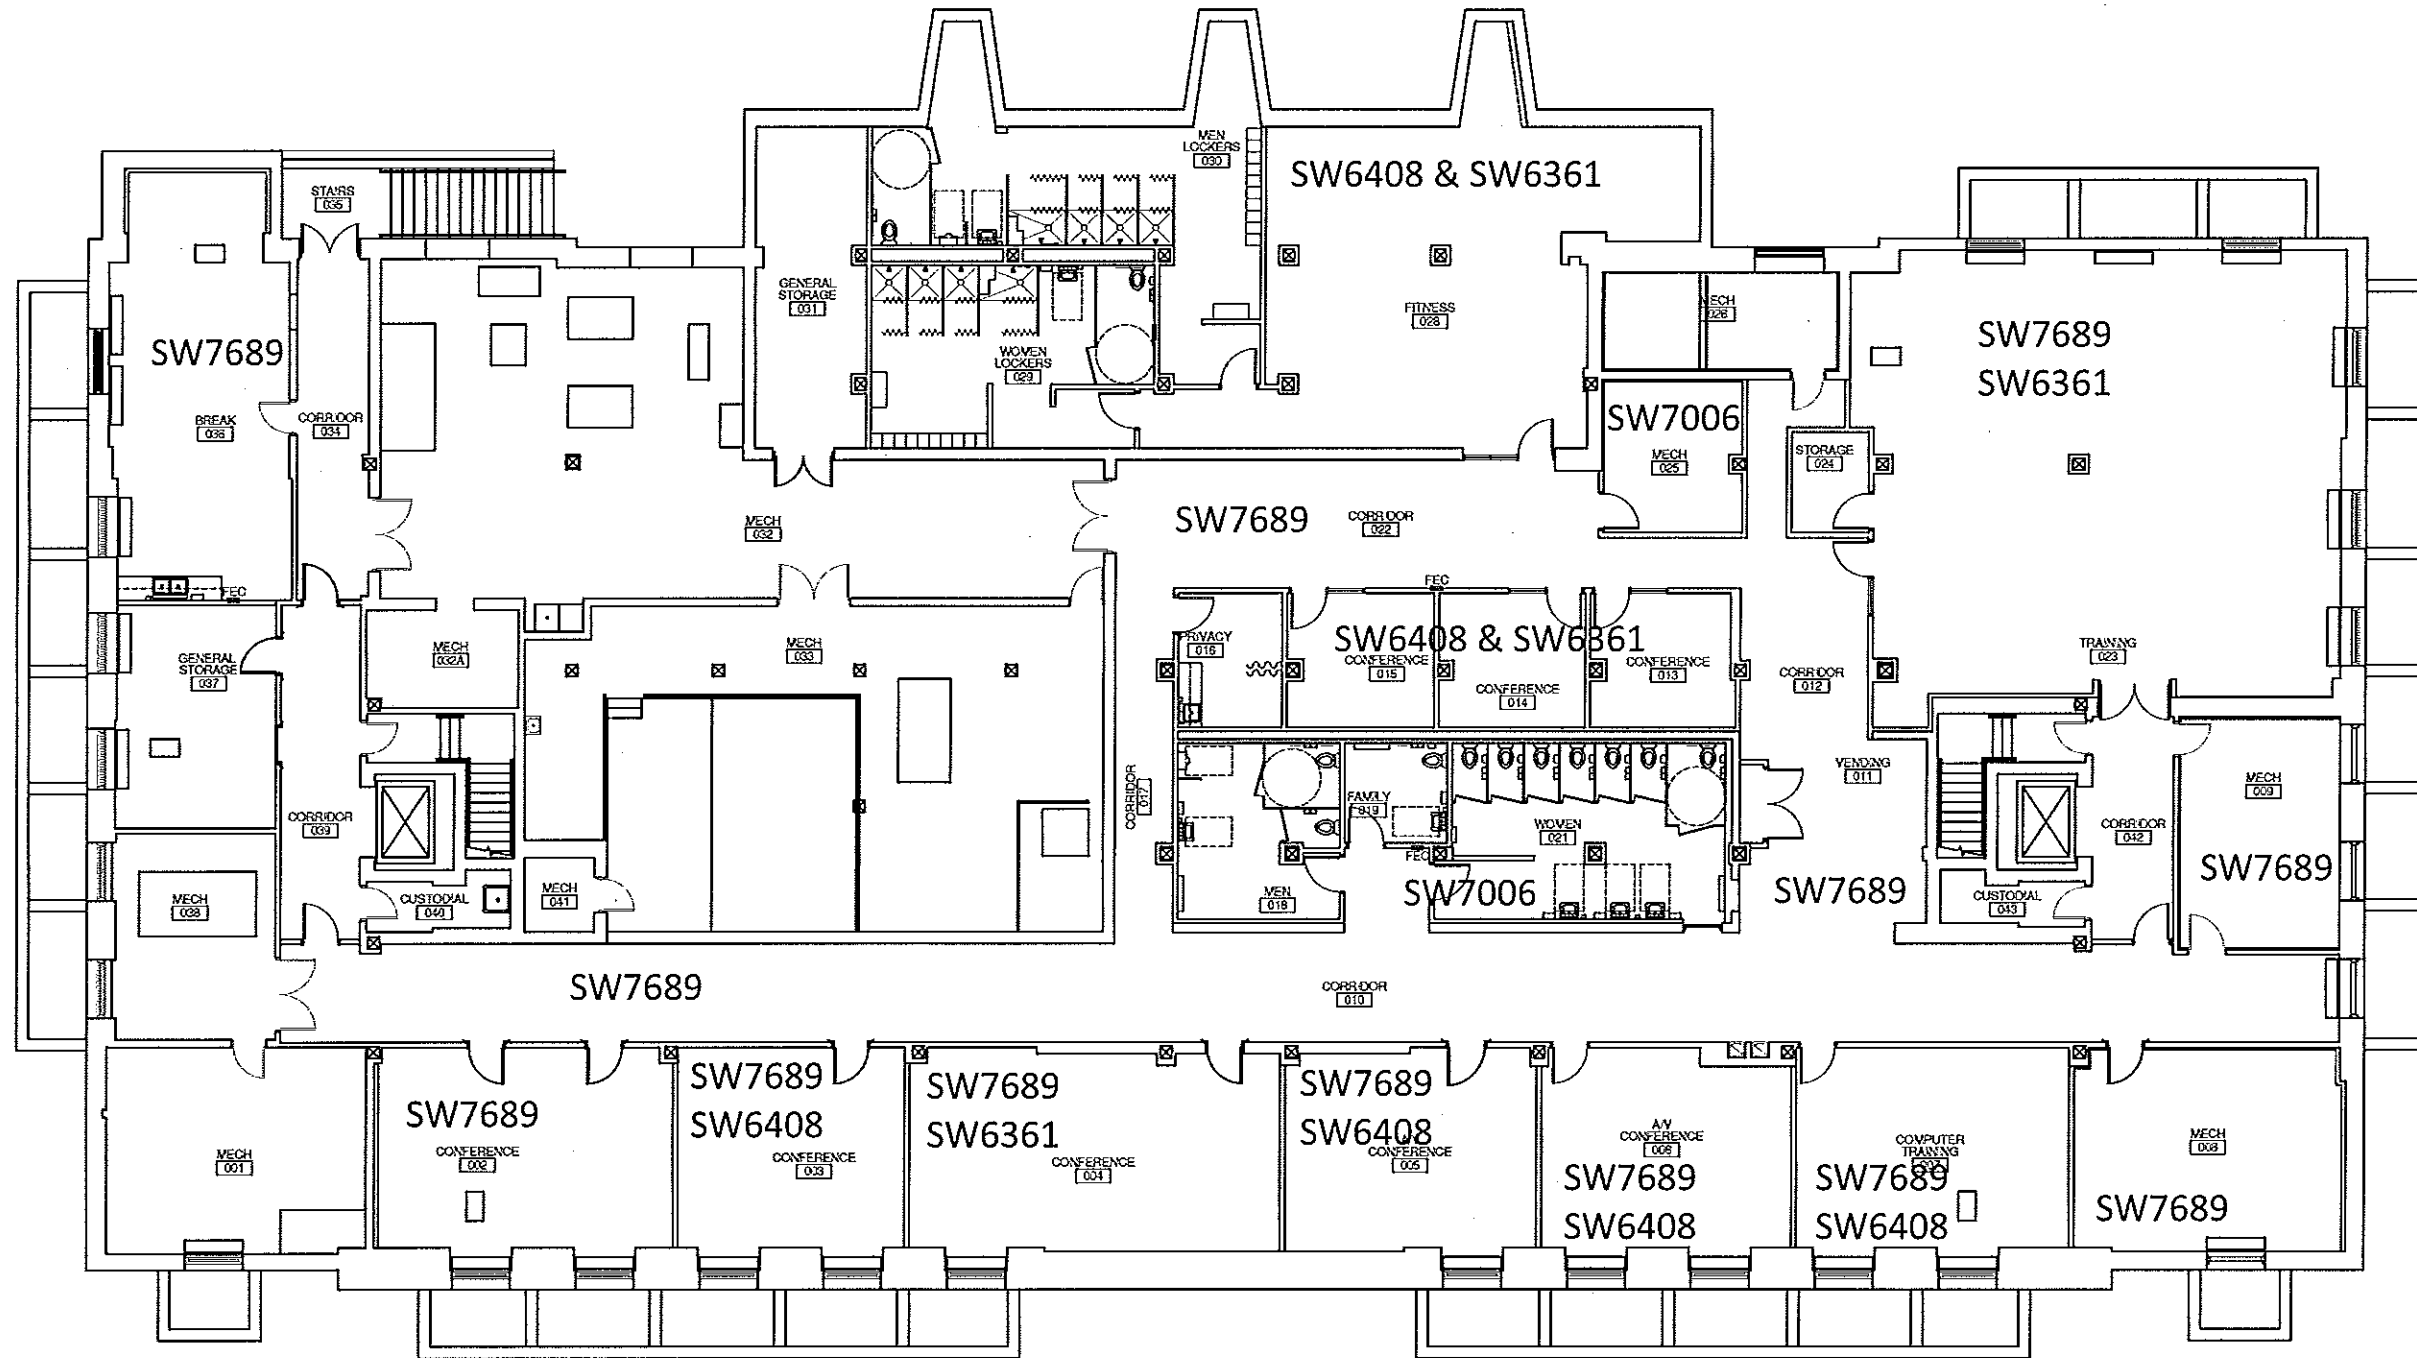 MEN
LOCKERS
030
SW6408 & SW6361
STAIRS
035
GENERAL
STORAGE
031
FITNESS
028
MECH
026
SW7689
SW6361
SW7689
WOMEN
LOCKERS
029
BREAK
036
CORRIDOR
034
SW7006
MECH
025
STORAGE
024
MECH
032
SW7689
CORRIDOR
022
FEC
FEC
PRIVACY
016
SW6408 & SW6361
CONFERENCE
015
CONFERENCE
014
CONFERENCE
013
MECH
032A
MECH
033
GENERAL
STORAGE
037
CORRIDOR
012
TRAINING
023
VENDING
011
MECH
009
CORRIDOR
017
FAMILY
019
WOMEN
021
CORRIDOR
039
CORRIDOR
042
FEC
SW7689
MECH
038
CUSTODIAL
040
MECH
041
MEN
018
SW7006
SW7689
CUSTODIAL
043
SW7689
CORRIDOR
010
SW7689
CONFERENCE
002
SW7689
SW6408
CONFERENCE
003
SW7689
SW6361
CONFERENCE
004
SW7689
SW6408
CONFERENCE
005
A/V
CONFERENCE
006
SW7689
SW6408
COMPUTER
TRAINING
007
SW7689
SW6408
MECH
008
SW7689
MECH
001